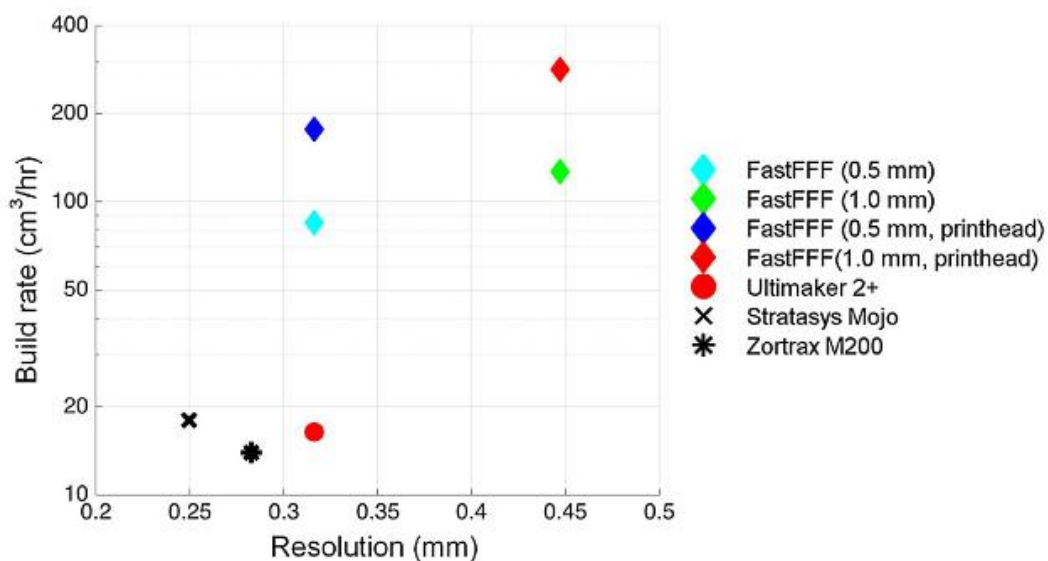 400
200
100
50
20
10
Build rate (cm³/hr)
0.2 0.25 0.3 0.35 0.4 0.45 0.5
Resolution (mm)
FastFFF (0.5 mm)
FastFFF (1.0 mm)
FastFFF (0.5 mm, printhead)
FastFFF(1.0 mm, printhead)
Ultimaker 2+
Stratasys Mojo
Zortrax M200